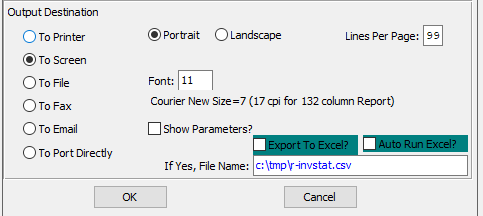 Output Destination
To Printer
Portrait
Landscape
Lines Per Page: 99
To Screen
To File
Font: 11
To Fax
Courier New Size=7 (17 cpi for 132 column Report)
To Email
Show Parameters?
To Port Directly
Export To Excel?
Auto Run Excel?
If Yes, File Name: c:\tmp\r-invstat.csv
OK
Cancel